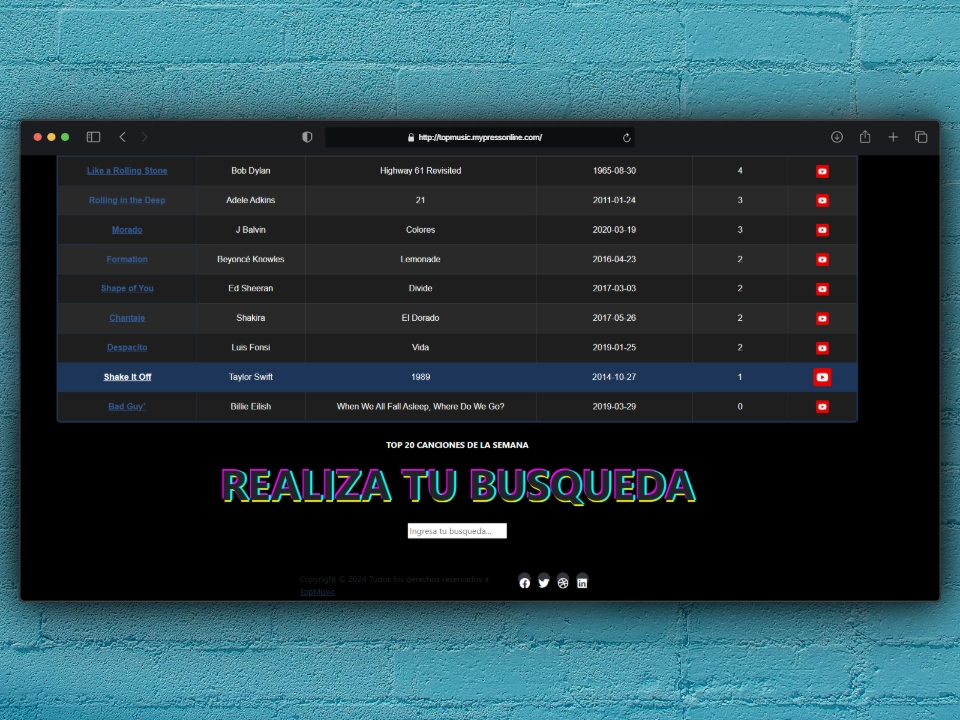 http://topmusic.mypressonline.com/
Like a Rolling Stone Bob Dylan Highway 61 Revisited 1965-08-30 4
Rolling in the Deep Adele Adkins 21 2011-01-24 3
Morado J Balvin Colores 2020-03-19 3
Formation Beyoncé Knowles Lemonade 2016-04-23 2
Shape of You Ed Sheeran Divide 2017-03-03 2
Chantaje Shakira El Dorado 2017-05-26 2
Despacito Luis Fonsi Vida 2019-01-25 2
Shake It Off Taylor Swift 1989 2014-10-27 1
Bad Guy" Billie Eilish When We All Fall Asleep, Where Do We Go? 2019-03-29 0
TOP 20 CANCIONES DE LA SEMANA
REALIZA TU BUSQUEDA
Ingresa tu busqueda...
Copyright © 2024 Todos los derechos reservados a
TopMusic